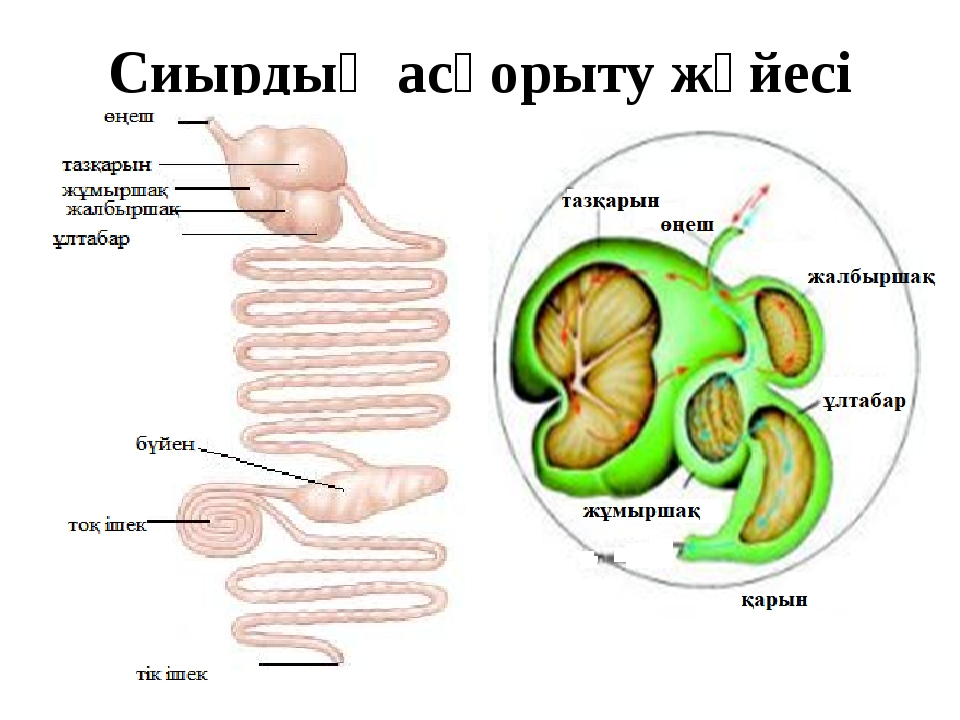 Сиырдың асқорыту жүйесі
өңеш
тазқарын
жұмыршақ
жалбыршақ
ұлтабар
бүйен
тоқ ішек
тік ішек
тазқарын
өңеш
жалбыршақ
ұлтабар
жұмыршақ
қарын